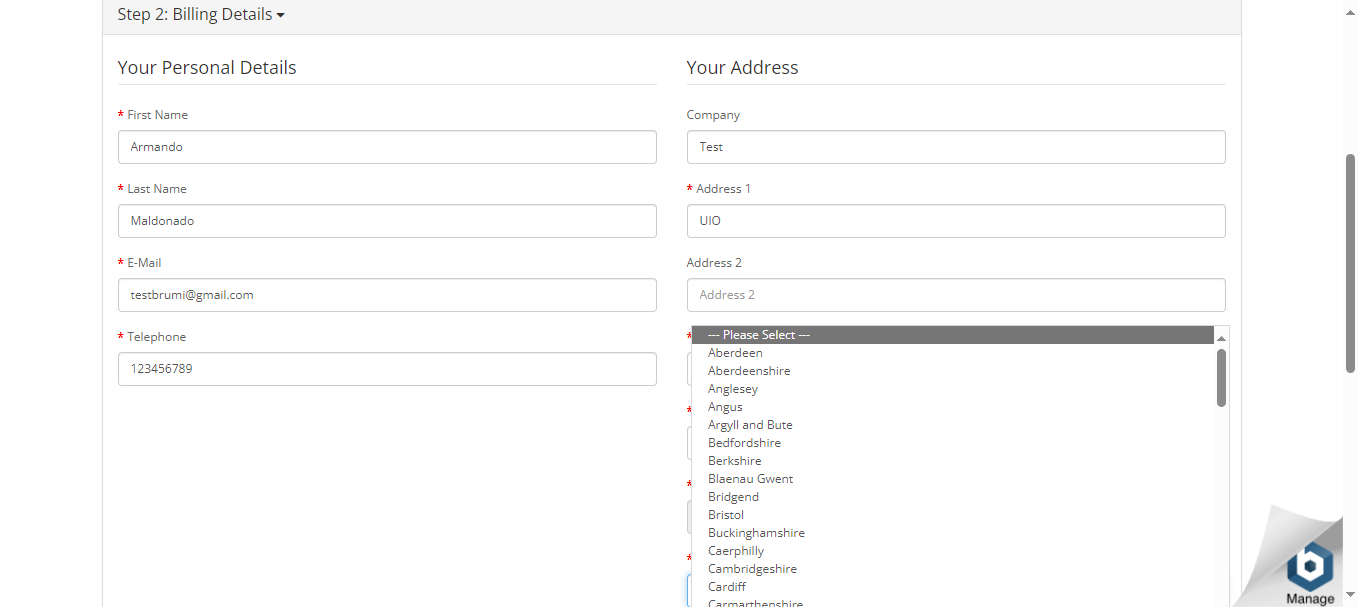 Step 2: Billing Details
Your Personal Details
* First Name
Armando
* Last Name
Maldonado
* E-Mail
testbrumi@gmail.com
* Telephone
123456789
Your Address
Company
Test
* Address 1
UIO
Address 2
Address 2
*
--- Please Select ---
Aberdeen
Aberdeenshire
Anglesey
Angus
*
Argyll and Bute
Bedfordshire
Berkshire
Blaenau Gwent
*
Bridgend
Bristol
Buckinghamshire
Caerphilly
*
Cambridgeshire
Cardiff
Carmarthenshire
Manage